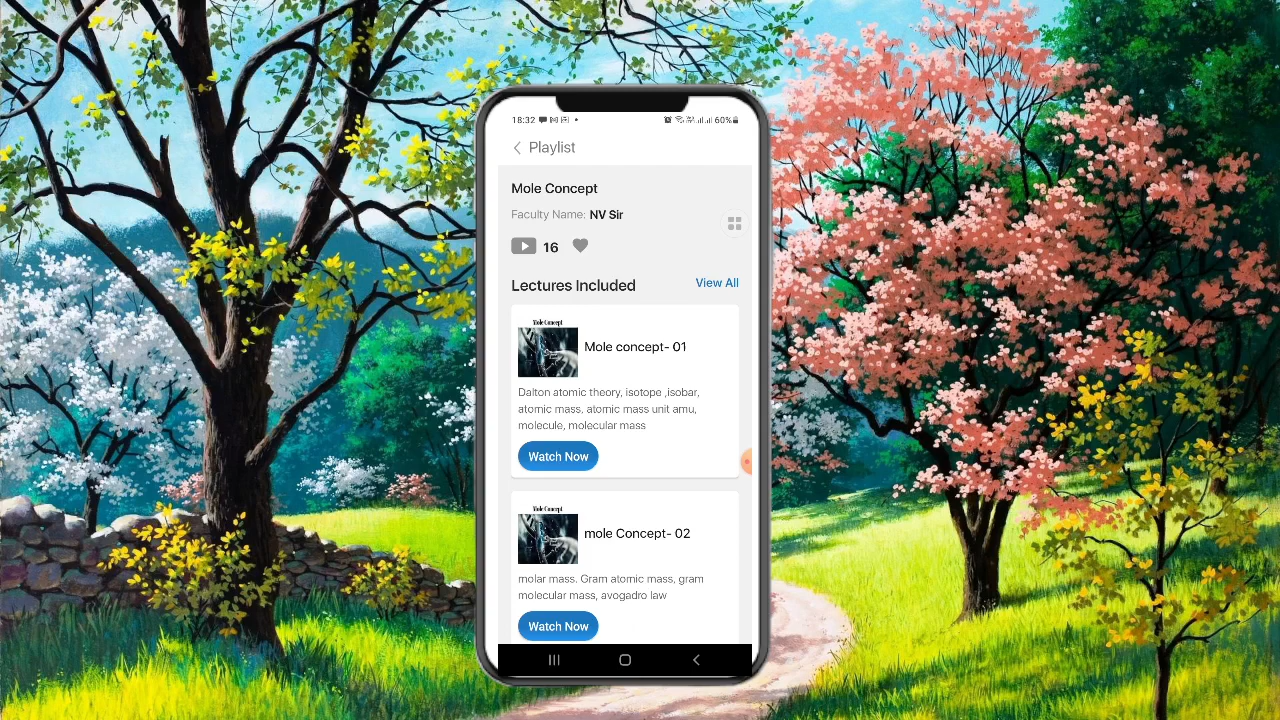 18:32
60%
Playlist
Mole Concept
Faculty Name: NV Sir
16
Lectures Included
View All
Mole Concept
Mole concept- 01
Dalton atomic theory, isotope ,isobar,
atomic mass, atomic mass unit amu,
molecule, molecular mass
Watch Now
Mole Concept
mole Concept- 02
molar mass. Gram atomic mass, gram
molecular mass, avogadro law
Watch Now